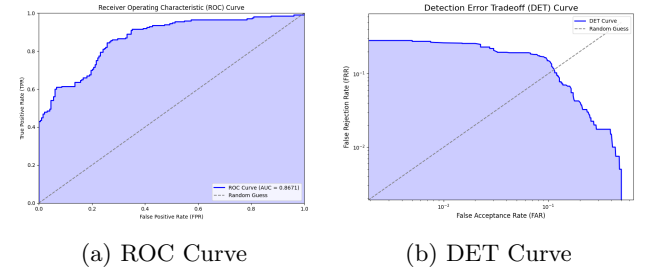 Receiver Operating Characteristic (ROC) Curve
True Positive Rate (TPR)
1.0
0.8
0.6
0.4
0.2
0.0
0.0 0.2 0.4 0.6 0.8 1.0
False Positive Rate (FPR)
ROC Curve (AUC = 0.8671)
Random Guess
(a) ROC Curve
Detection Error Tradeoff (DET) Curve
False Rejection Rate (FRR)
10⁻¹
10⁻²
10⁻¹
False Acceptance Rate (FAR)
DET Curve
Random Guess
(b) DET Curve